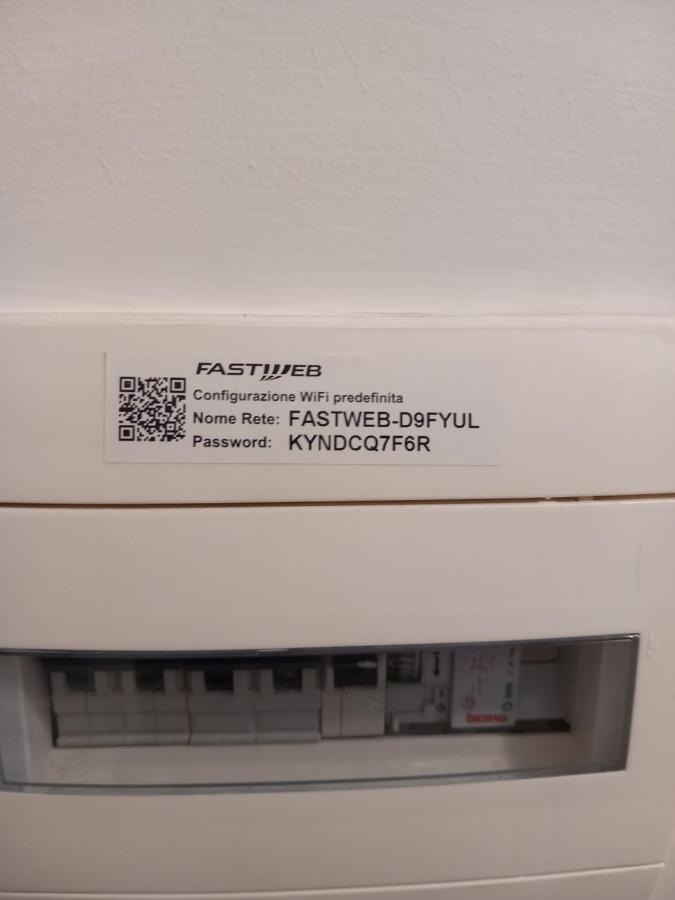 FASTWEB
Configurazione WiFi predefinita
Nome Rete: FASTWEB-D9FYUL
Password: KYNDCQ7F6R